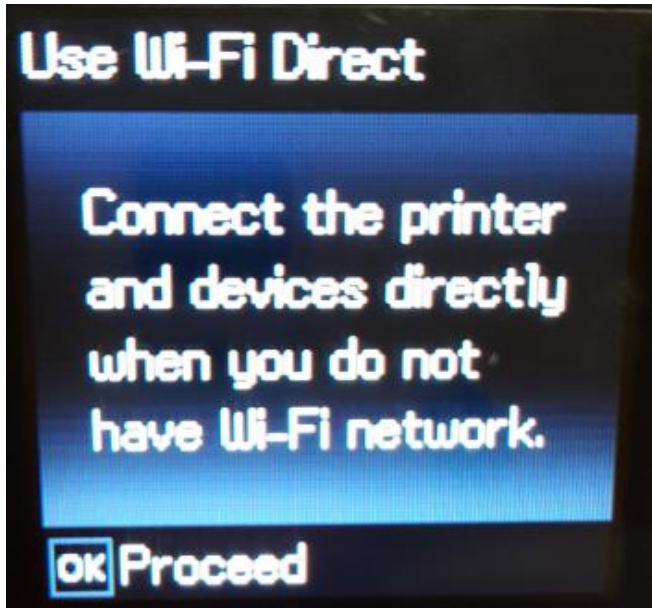 Use Wi-Fi Direct
Connect the printer
and devices directly
when you do not
have Wi-Fi network.
OK Proceed